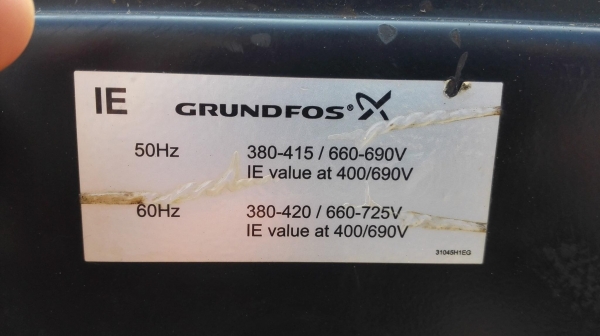 IE GRUNDFOS
50Hz 380-415 / 660-690V
IE value at 400/690V
60Hz 380-420 / 660-725V
IE value at 400/690V
31045H1EG